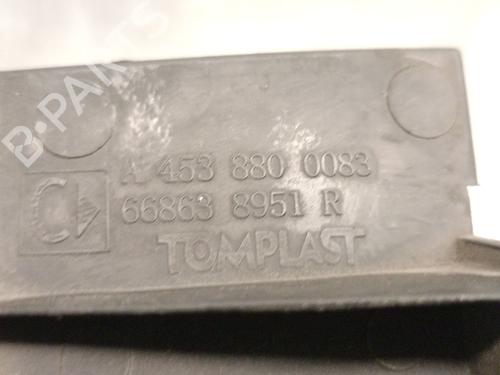 B-PARTS
A 453 880 0083
66863 8951 R
TOMPLAST